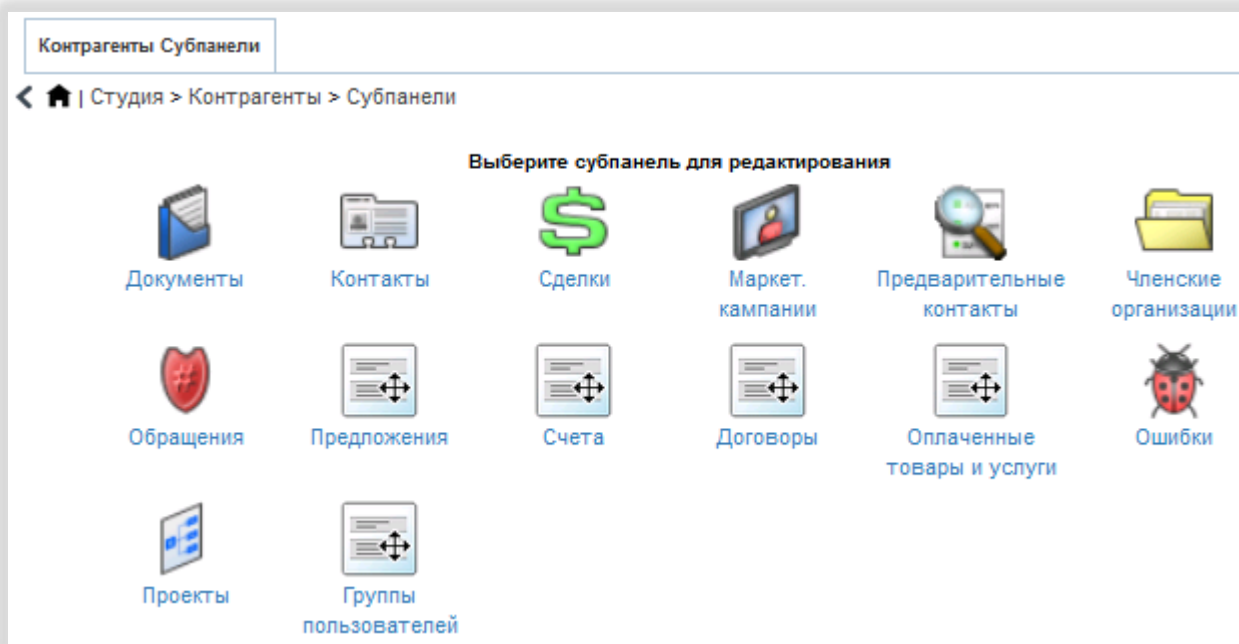 Контрагенты Субпанели
| Студия > Контрагенты > Субпанели
Выберите субпанель для редактирования
Документы Контакты Сделки Маркет. Предварительные Членские
кампании контакты организации
Обращения Предложения Счета Договоры Оплаченные Ошибки
товары и услуги
Проекты Группы
пользователей